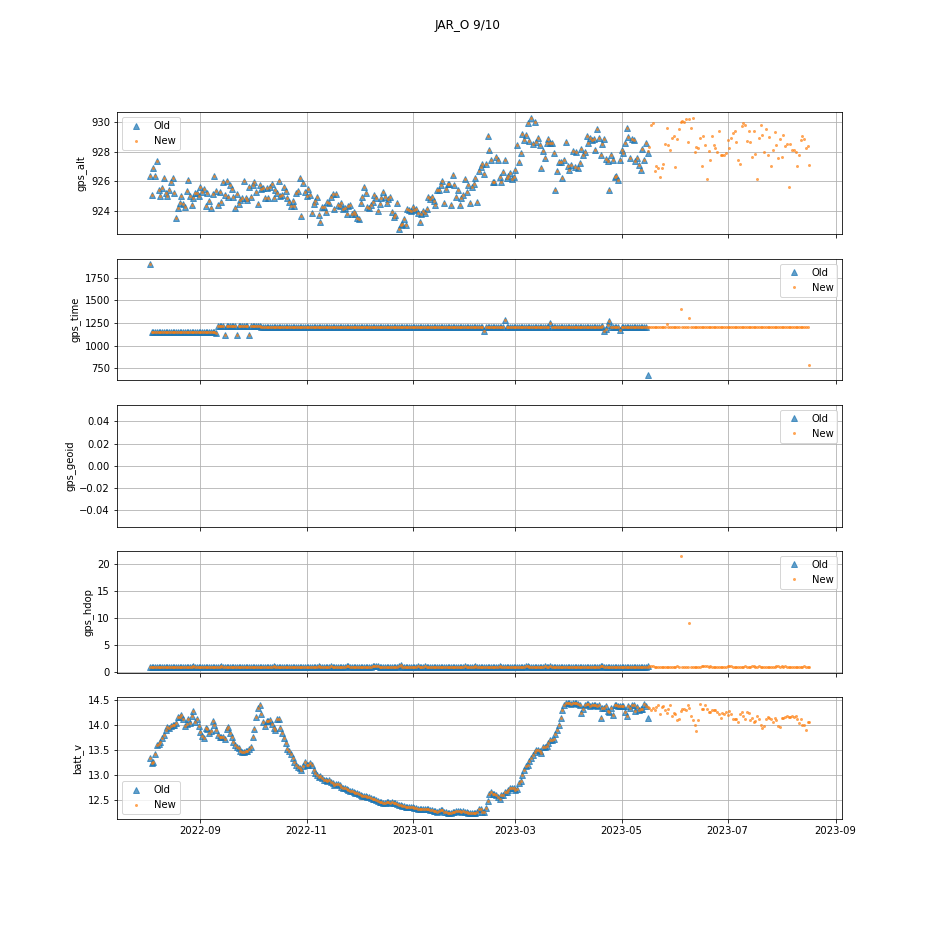 JAR_O 9/10
930
928
926
924
gps_alt
Old
New
1750
1500
1250
1000
750
gps_time
Old
New
0.04
0.02
0.00
−0.02
−0.04
gps_geoid
Old
New
20
15
10
5
0
gps_hdop
Old
New
14.5
14.0
13.5
13.0
12.5
batt_v
Old
New
2022-09
2022-11
2023-01
2023-03
2023-05
2023-07
2023-09